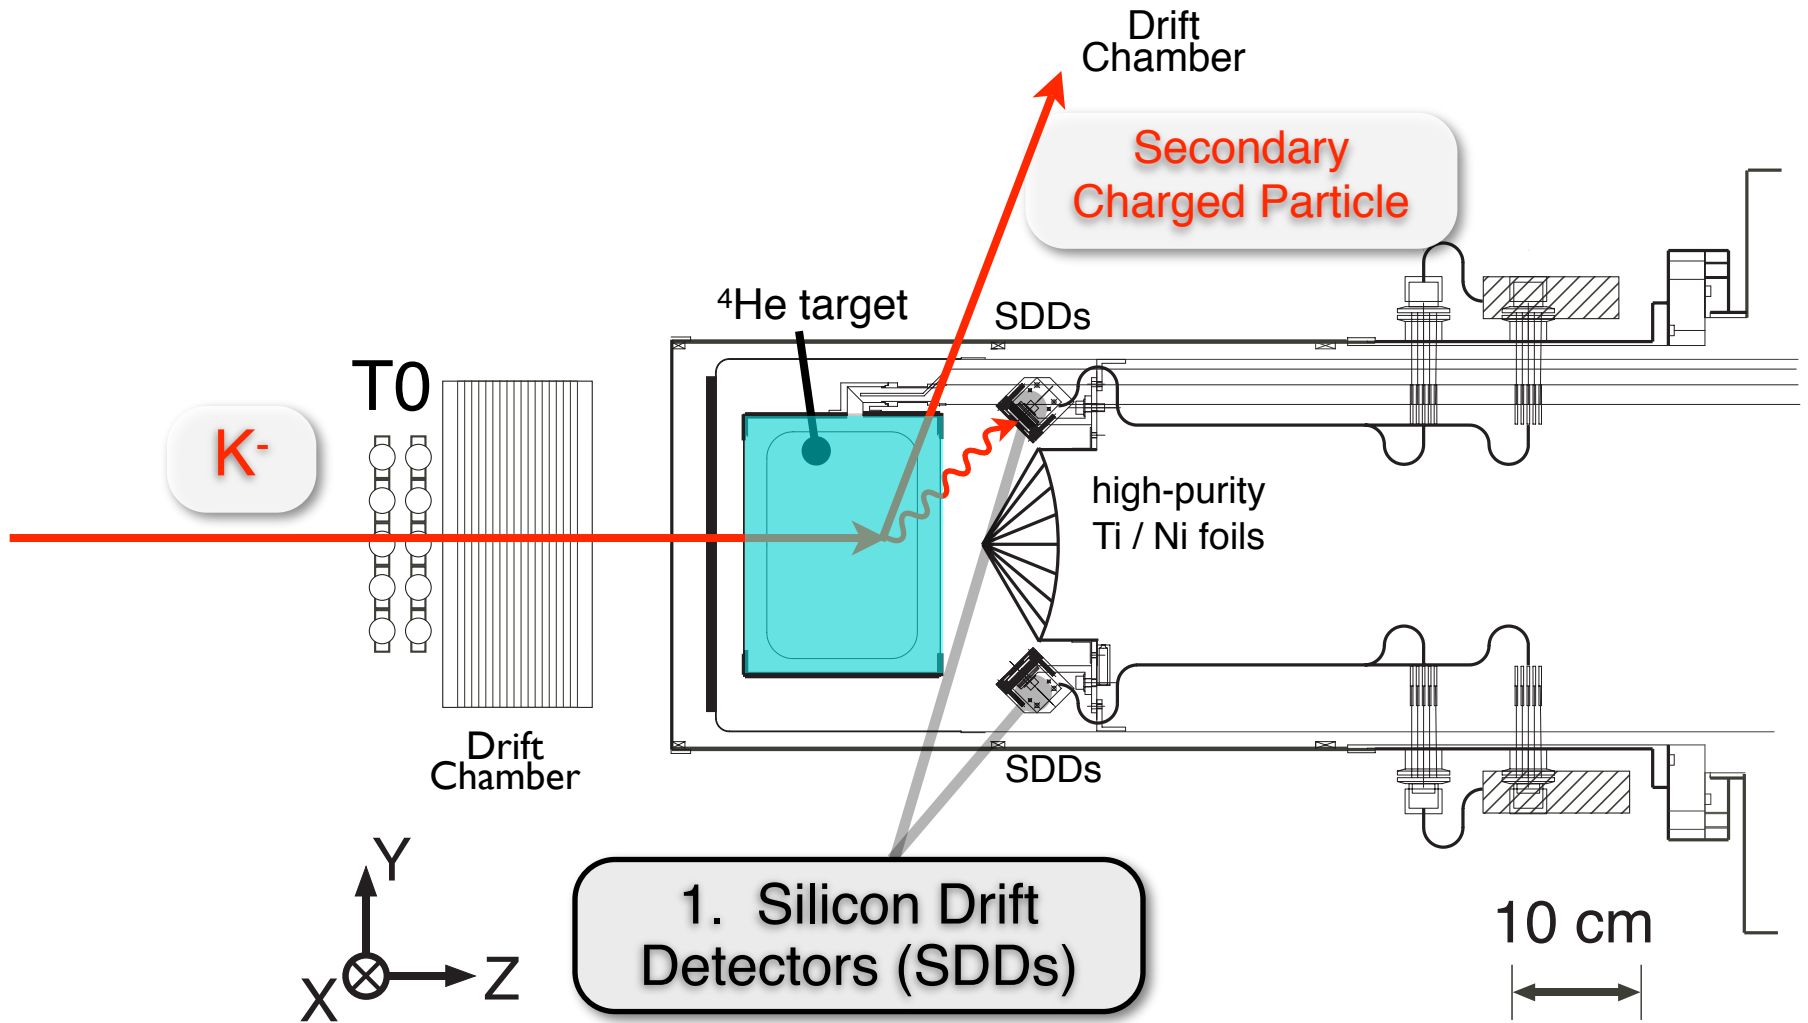 Drift
Chamber
Secondary
Charged Particle
⁴He target
SDDs
T0
K⁻
high-purity
Ti / Ni foils
Drift
Chamber
SDDs
Y
X
Z
1. Silicon Drift
Detectors (SDDs)
10 cm